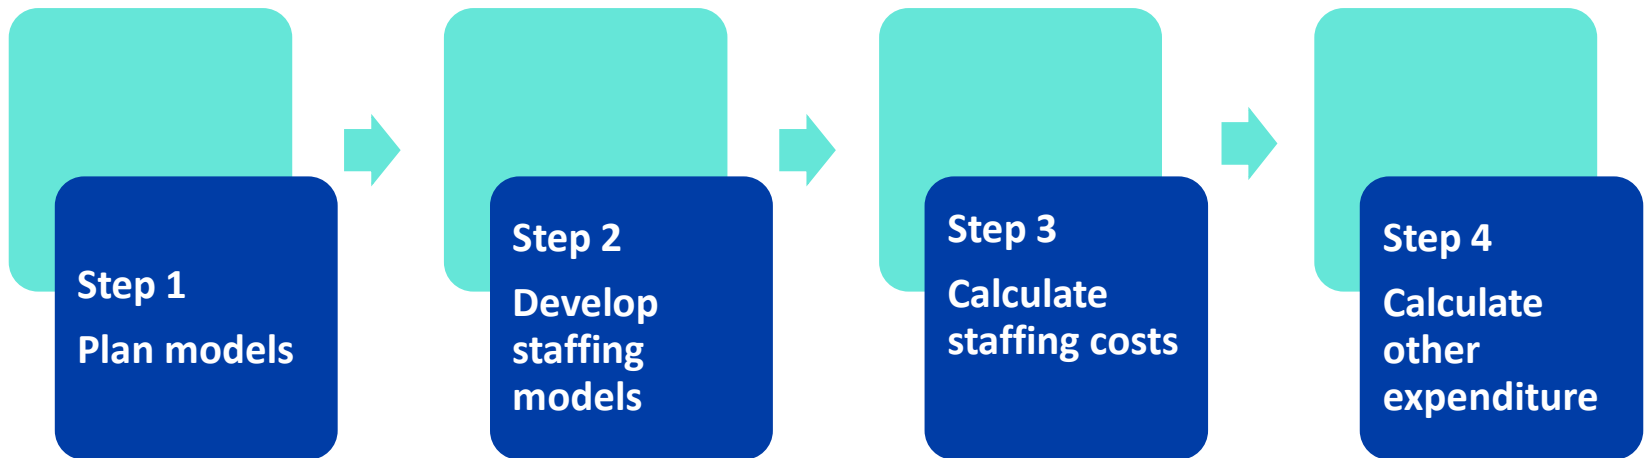 Step 1
Plan models
Step 2
Develop
staffing
models
Step 3
Calculate
staffing costs
Step 4
Calculate
other
expenditure